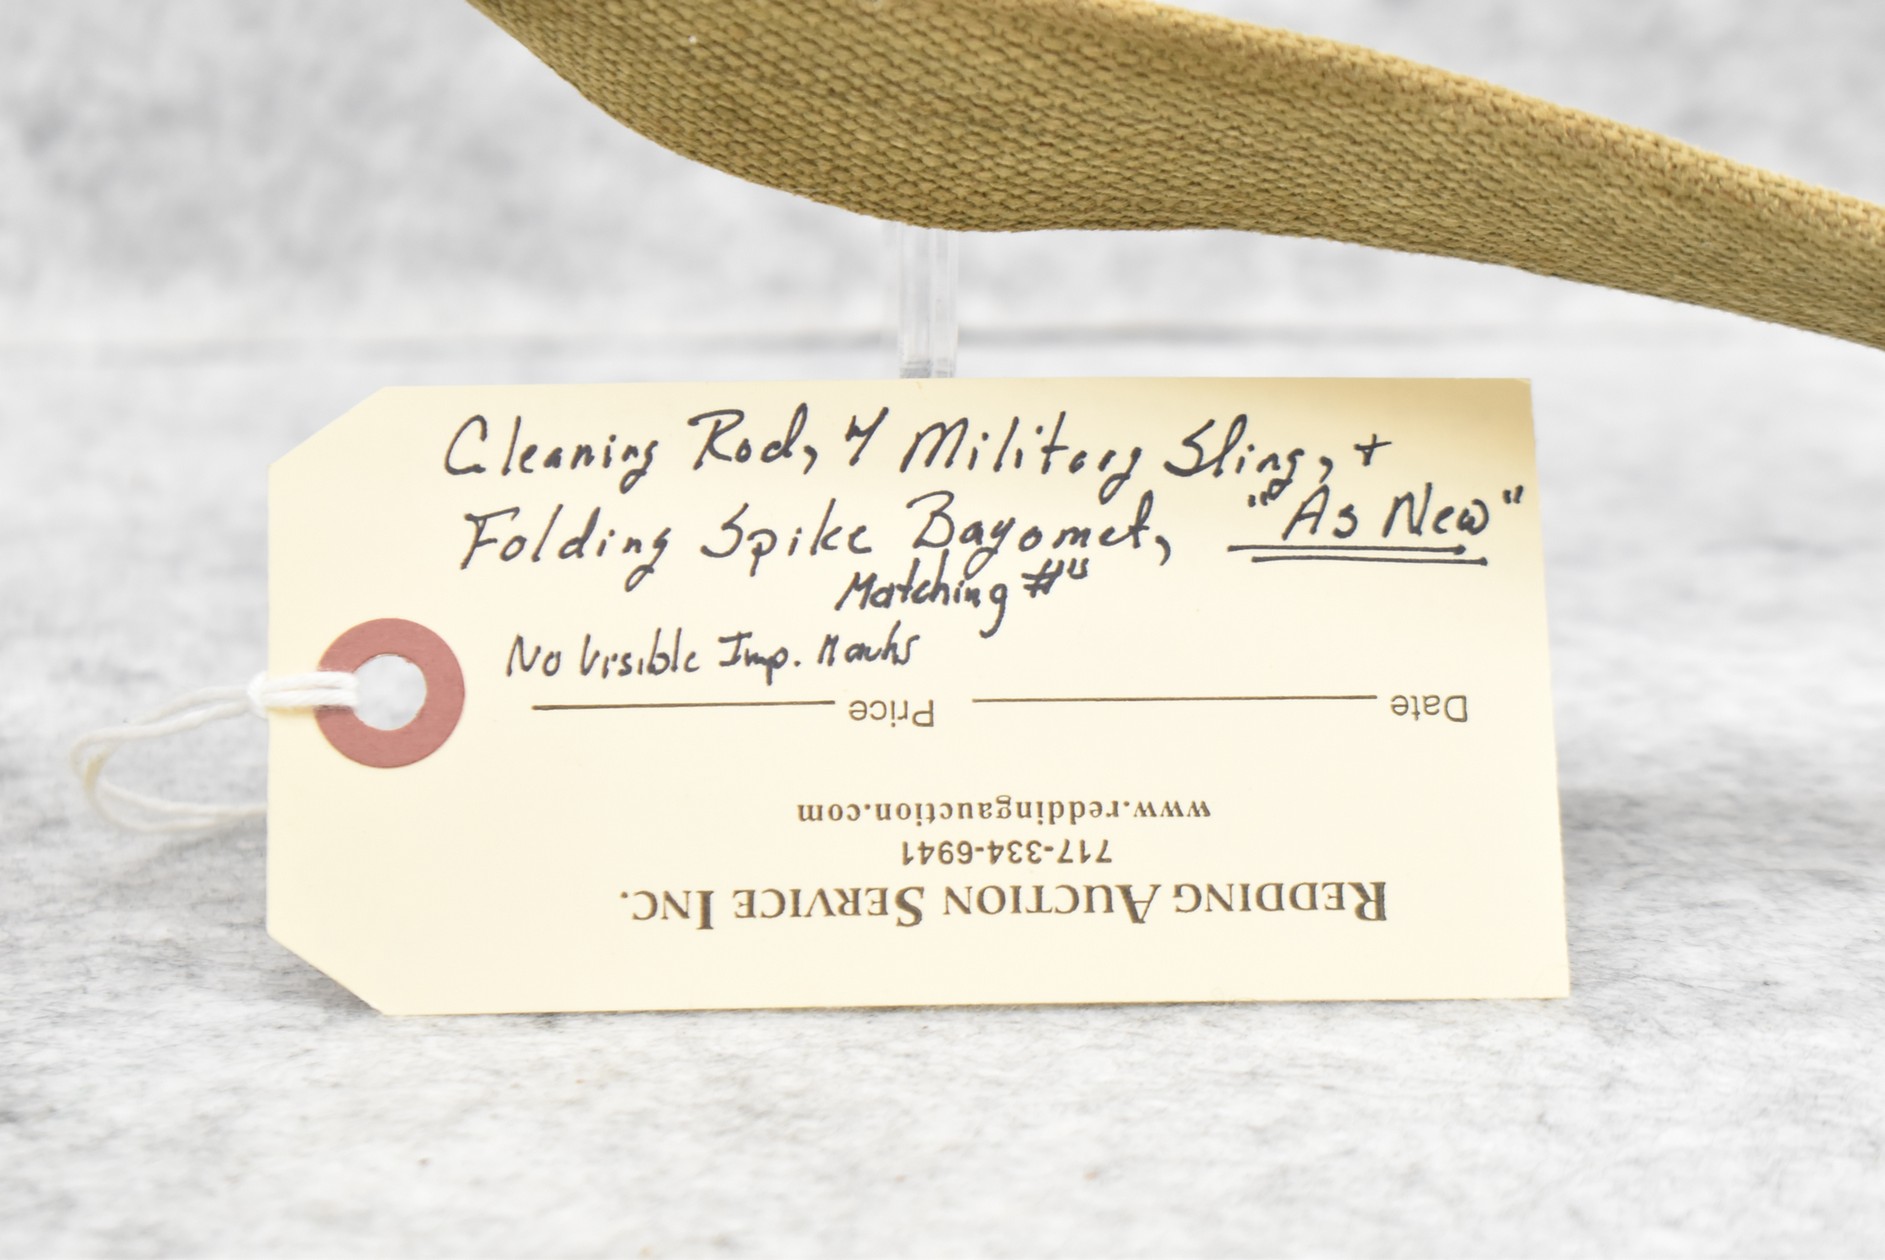 Cleaning Rod, w/ Military Sling, +
Folding Spike Bayonet, "As New"
Matching #"s
No Visible Imp. Marks
Price Date
www.reddingauction.com
717-334-6941
REDDING AUCTION SERVICE INC.